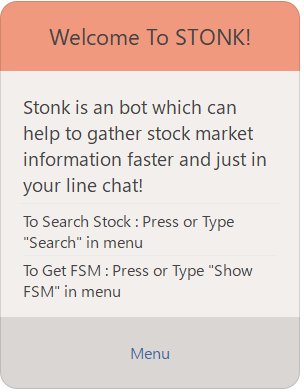 Welcome To STONK!
Stonk is an bot which can
help to gather stock market
information faster and just in
your line chat!
To Search Stock : Press or Type
"Search" in menu
To Get FSM : Press or Type "Show
FSM" in menu
Menu